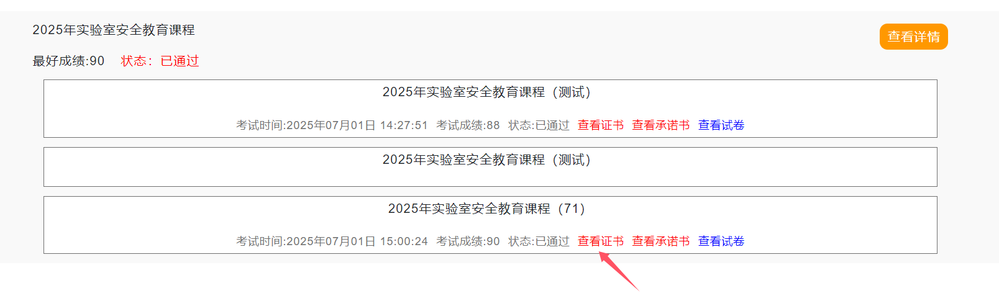 2025年实验室安全教育课程
查看详情
最好成绩:90 状态：已通过
2025年实验室安全教育课程（测试）
考试时间:2025年07月01日 14:27:51 考试成绩:88 状态:已通过 查看证书 查看承诺书 查看试卷
2025年实验室安全教育课程（测试）
2025年实验室安全教育课程（71）
考试时间:2025年07月01日 15:00:24 考试成绩:90 状态:已通过 查看证书 查看承诺书 查看试卷